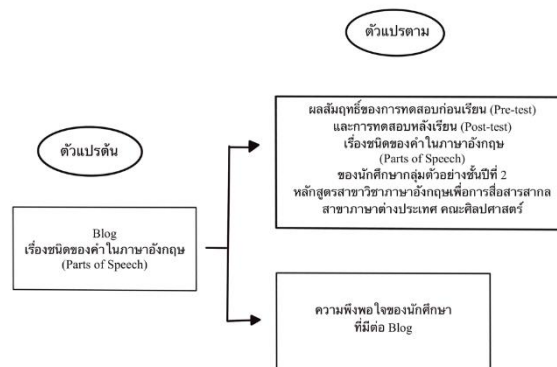 ตัวแปรตาม
ผลสัมฤทธิ์ของการทดสอบก่อนเรียน (Pre-test)
และการทดสอบหลังเรียน (Post-test)
เรื่องชนิดของคำในภาษาอังกฤษ
(Parts of Speech)
ของนักศึกษากลุ่มตัวอย่างชั้นปีที่ 2
หลักสูตรสาขาวิชาภาษาอังกฤษเพื่อการสื่อสารสากล
สาขาภาษาต่างประเทศ คณะศิลปศาสตร์
ตัวแปรต้น
Blog
เรื่องชนิดของคำในภาษาอังกฤษ
(Parts of Speech)
ความพึงพอใจของนักศึกษา
ที่มีต่อ Blog